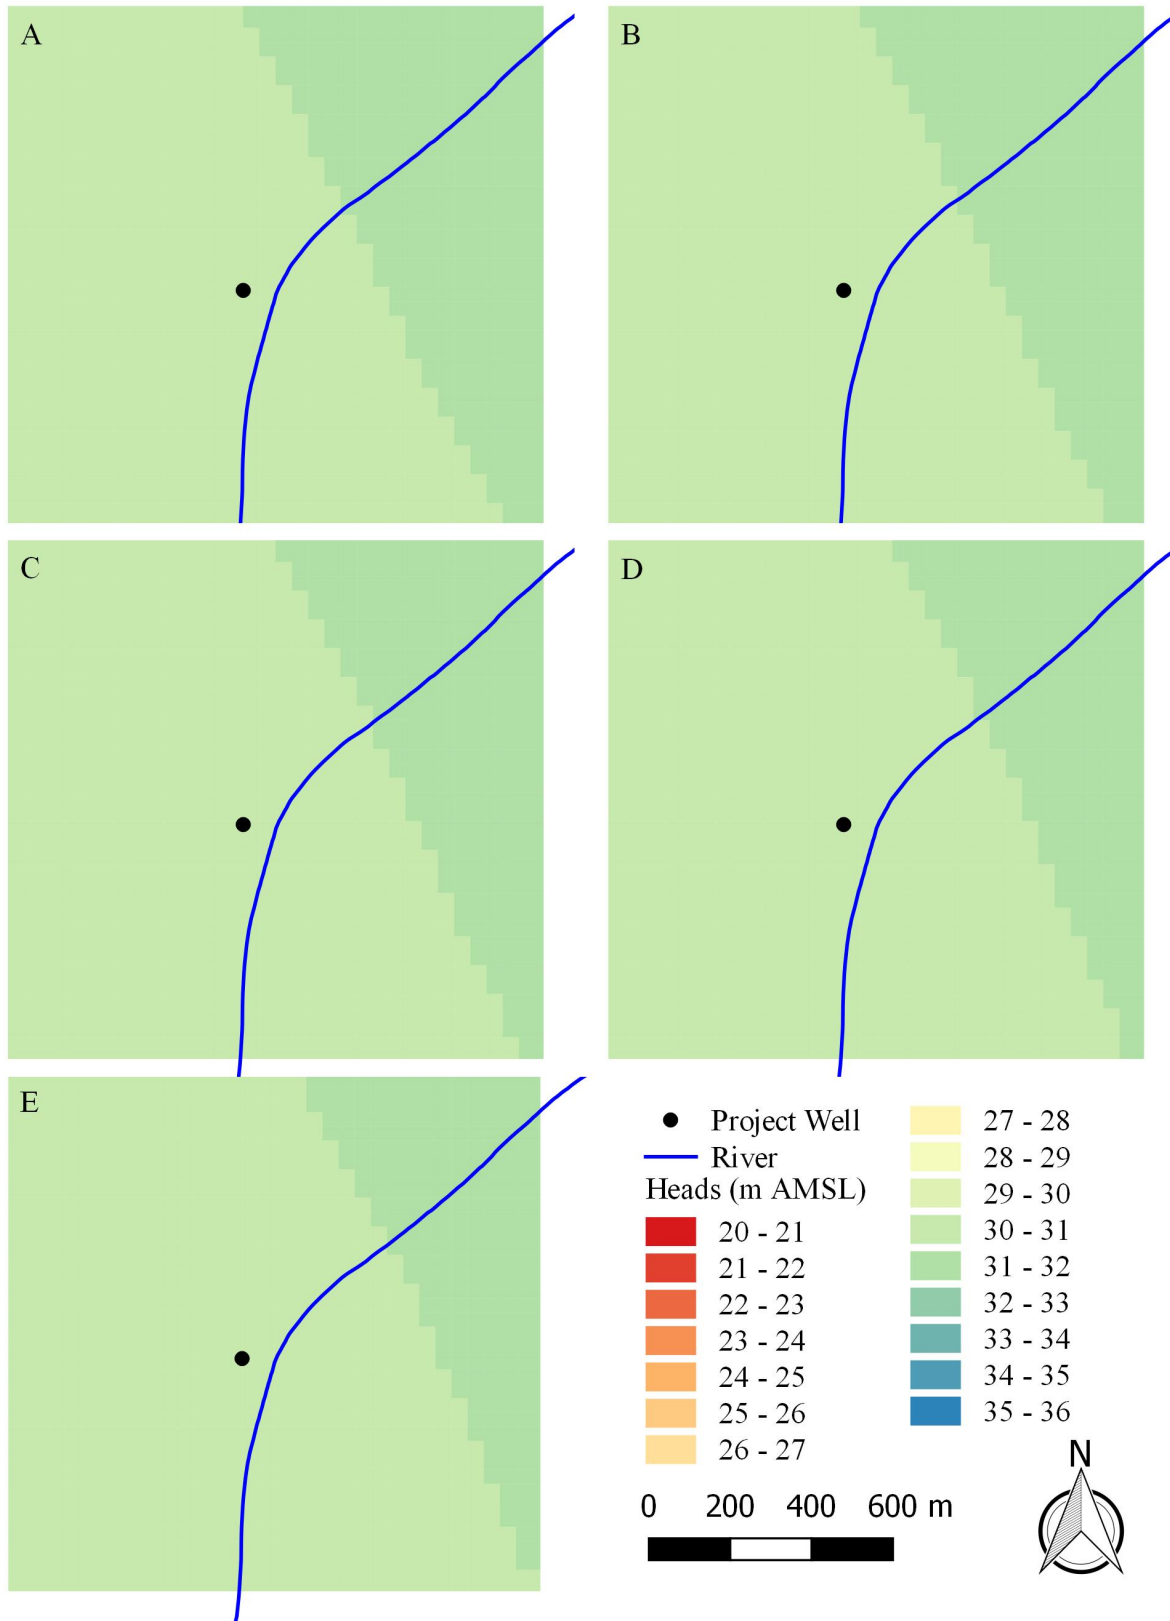 A
B
C
D
E
Project Well
River
Heads (m AMSL)
20 - 21
21 - 22
22 - 23
23 - 24
24 - 25
25 - 26
26 - 27
27 - 28
28 - 29
29 - 30
30 - 31
31 - 32
32 - 33
33 - 34
34 - 35
35 - 36
0 200 400 600 m
N